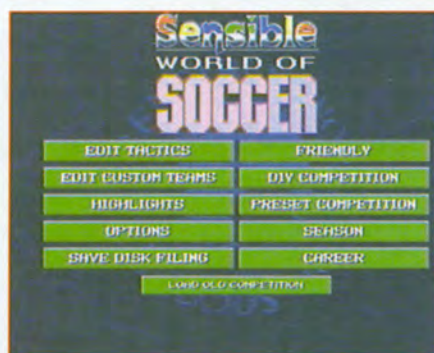 Sensible
WORLD OF
SOCCER
EDIT TACTICS
FRIENDLY
EDIT CUSTOM TEAMS
DIY COMPETITION
HIGHLIGHTS
PRESET COMPETITION
OPTIONS
SEASON
SAVE DISK FILING
CAREER
LOAD OLD COMPETITION